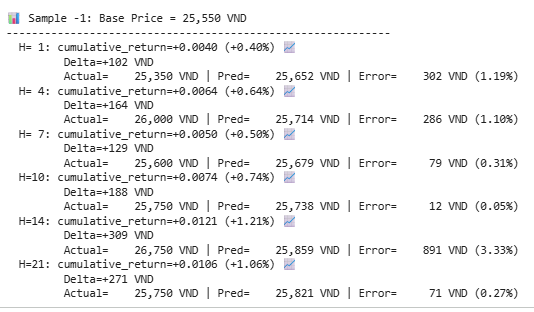 📊 Sample -1: Base Price = 25,550 VND
------------------------------------------------------------
H= 1: cumulative_return=+0.0040 (+0.40%) 📈
Delta=+102 VND
Actual= 25,350 VND | Pred= 25,652 VND | Error= 302 VND (1.19%)
H= 4: cumulative_return=+0.0064 (+0.64%) 📈
Delta=+164 VND
Actual= 26,000 VND | Pred= 25,714 VND | Error= 286 VND (1.10%)
H= 7: cumulative_return=+0.0050 (+0.50%) 📈
Delta=+129 VND
Actual= 25,600 VND | Pred= 25,679 VND | Error= 79 VND (0.31%)
H=10: cumulative_return=+0.0074 (+0.74%) 📈
Delta=+188 VND
Actual= 25,750 VND | Pred= 25,738 VND | Error= 12 VND (0.05%)
H=14: cumulative_return=+0.0121 (+1.21%) 📈
Delta=+309 VND
Actual= 26,750 VND | Pred= 25,859 VND | Error= 891 VND (3.33%)
H=21: cumulative_return=+0.0106 (+1.06%) 📈
Delta=+271 VND
Actual= 25,750 VND | Pred= 25,821 VND | Error= 71 VND (0.27%)